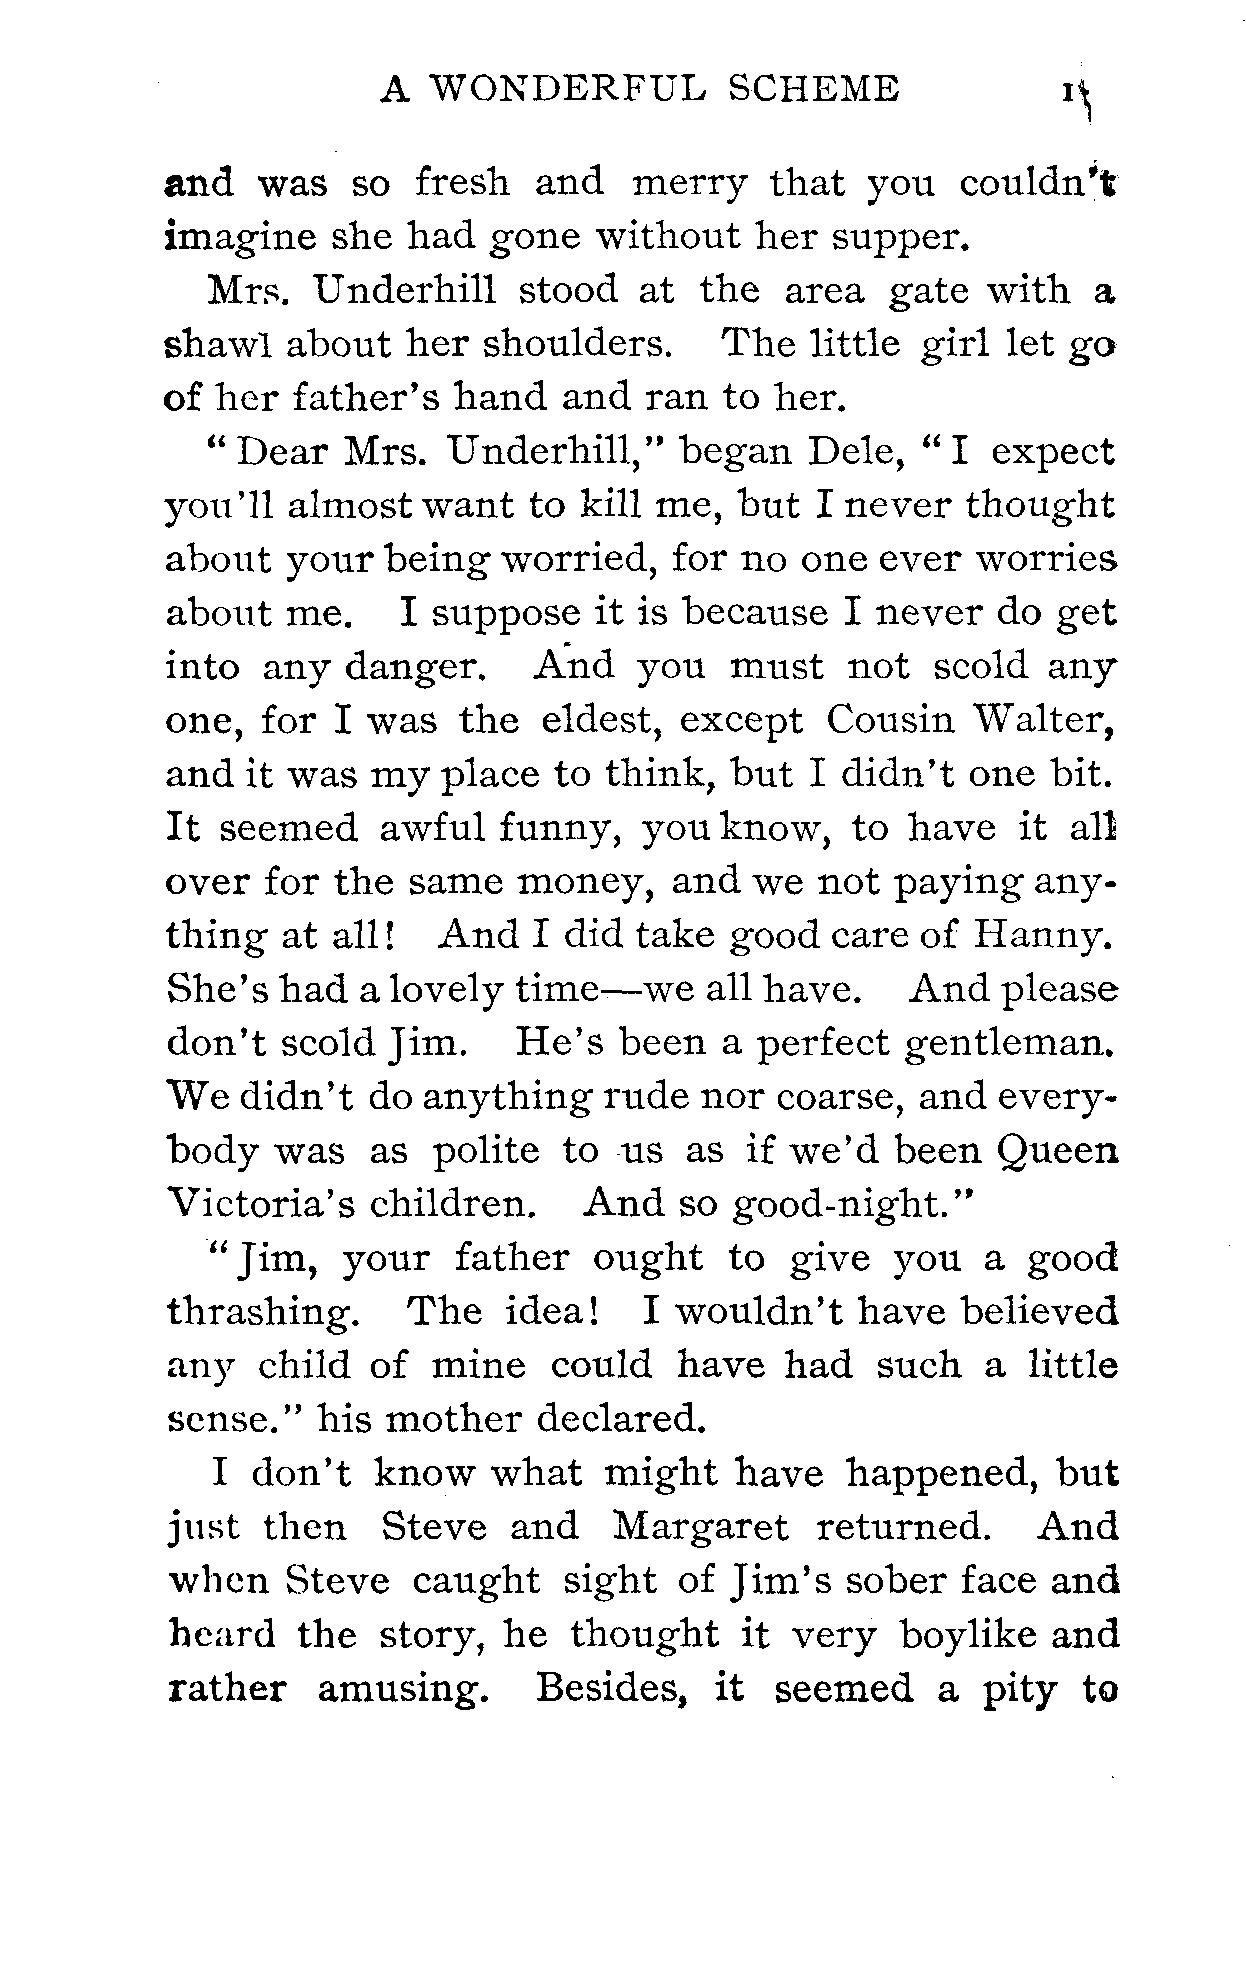 A WONDERFUL SCHEME
and was so fresh and merry that you couldn't
imagine she had gone without her supper.
Mrs. Underhill stood at the area gate with a
shawl about her shoulders. The little girl let go
of her father's hand and ran to her.
" Dear Mrs. Underhill," began Dele, " I expect
you'll almost want to kill me, but I never thought
about your being worried, for no one ever worries
about me. I suppose it is because I never do get
into any danger. And you must not scold any
one, for I was the eldest, except Cousin Walter,
and it was my place to think, but I didn't one bit.
It seemed awful funny, you know, to have it all
over for the same money, and we not paying any-
thing at all! And I did take good care of Hanny.
She's had a lovely time—we all have. And please
don't scold Jim. He's been a perfect gentleman.
We didn't do anything rude nor coarse, and every-
body was as polite to us as if we'd been Queen
Victoria's children. And so good-night."
" Jim, your father ought to give you a good
thrashing. The idea! I wouldn't have believed
any child of mine could have had such a little
sense." his mother declared.
I don't know what might have happened, but
just then Steve and Margaret returned. And
when Steve caught sight of Jim's sober face and
heard the story, he thought it very boylike and
rather amusing. Besides, it seemed a pity to